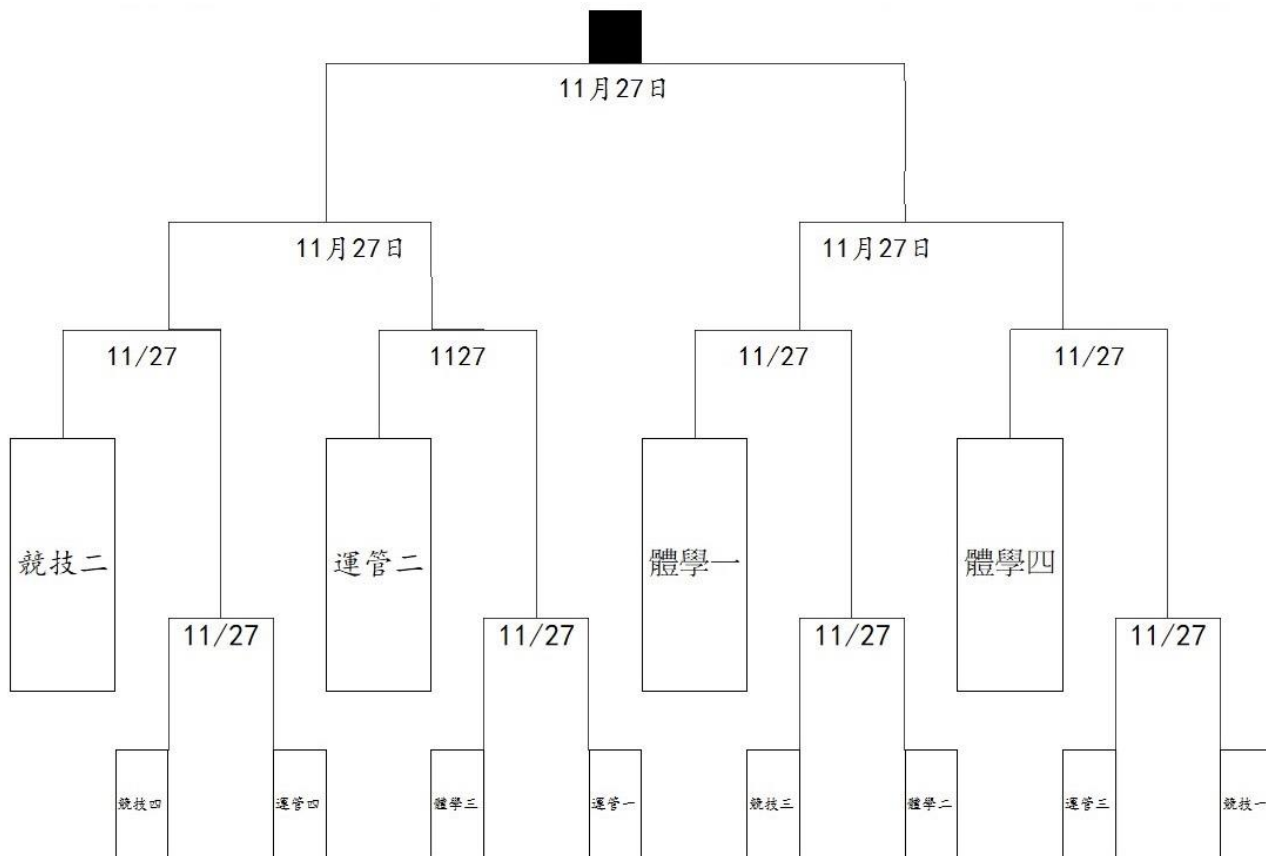 11月27日
11月27日
11月27日
11/27
1127
11/27
11/27
競技二
運管二
體學一
體學四
11/27
11/27
11/27
11/27
競技四
運管四
體學三
運管一
競技三
體學二
運管三
競技一